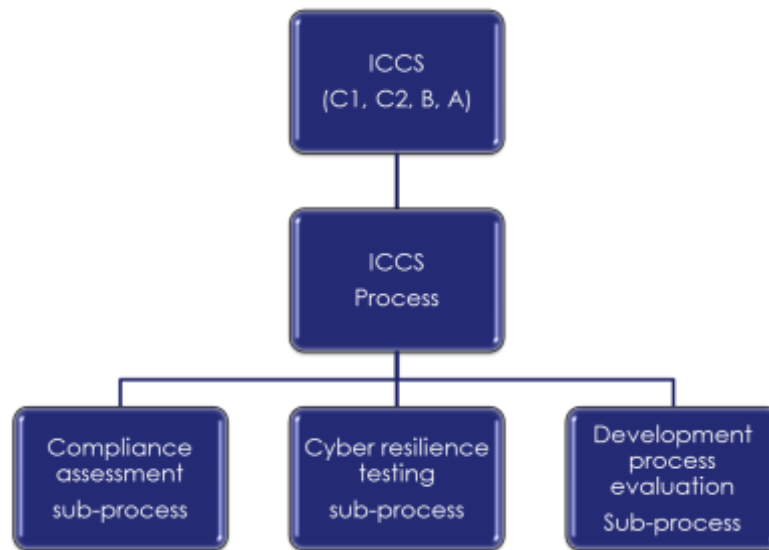 ICCS
(C1, C2, B, A)
ICCS
Process
Compliance
assessment
sub-process
Cyber resilience
testing
sub-process
Development
process
evaluation
Sub-process